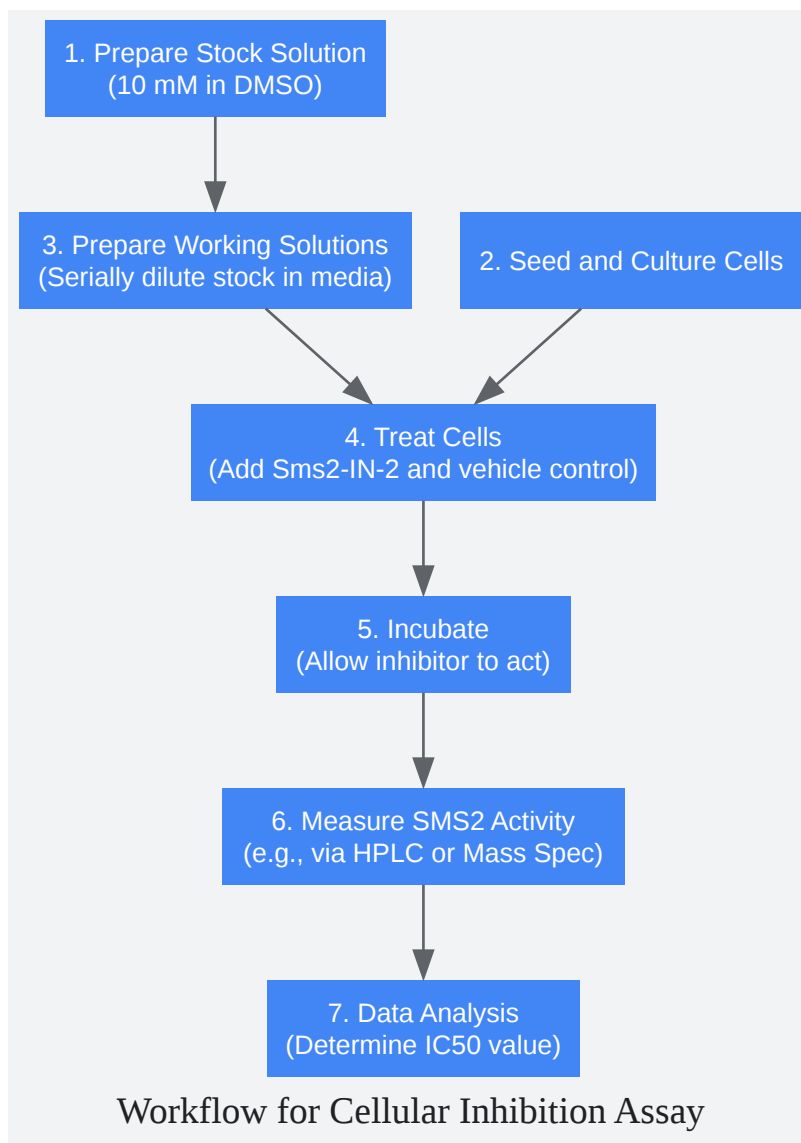 1. Prepare Stock Solution
(10 mM in DMSO)
3. Prepare Working Solutions
(Serially dilute stock in media)
2. Seed and Culture Cells
4. Treat Cells
(Add Sms2-IN-2 and vehicle control)
5. Incubate
(Allow inhibitor to act)
6. Measure SMS2 Activity
(e.g., via HPLC or Mass Spec)
7. Data Analysis
(Determine IC50 value)
Workflow for Cellular Inhibition Assay